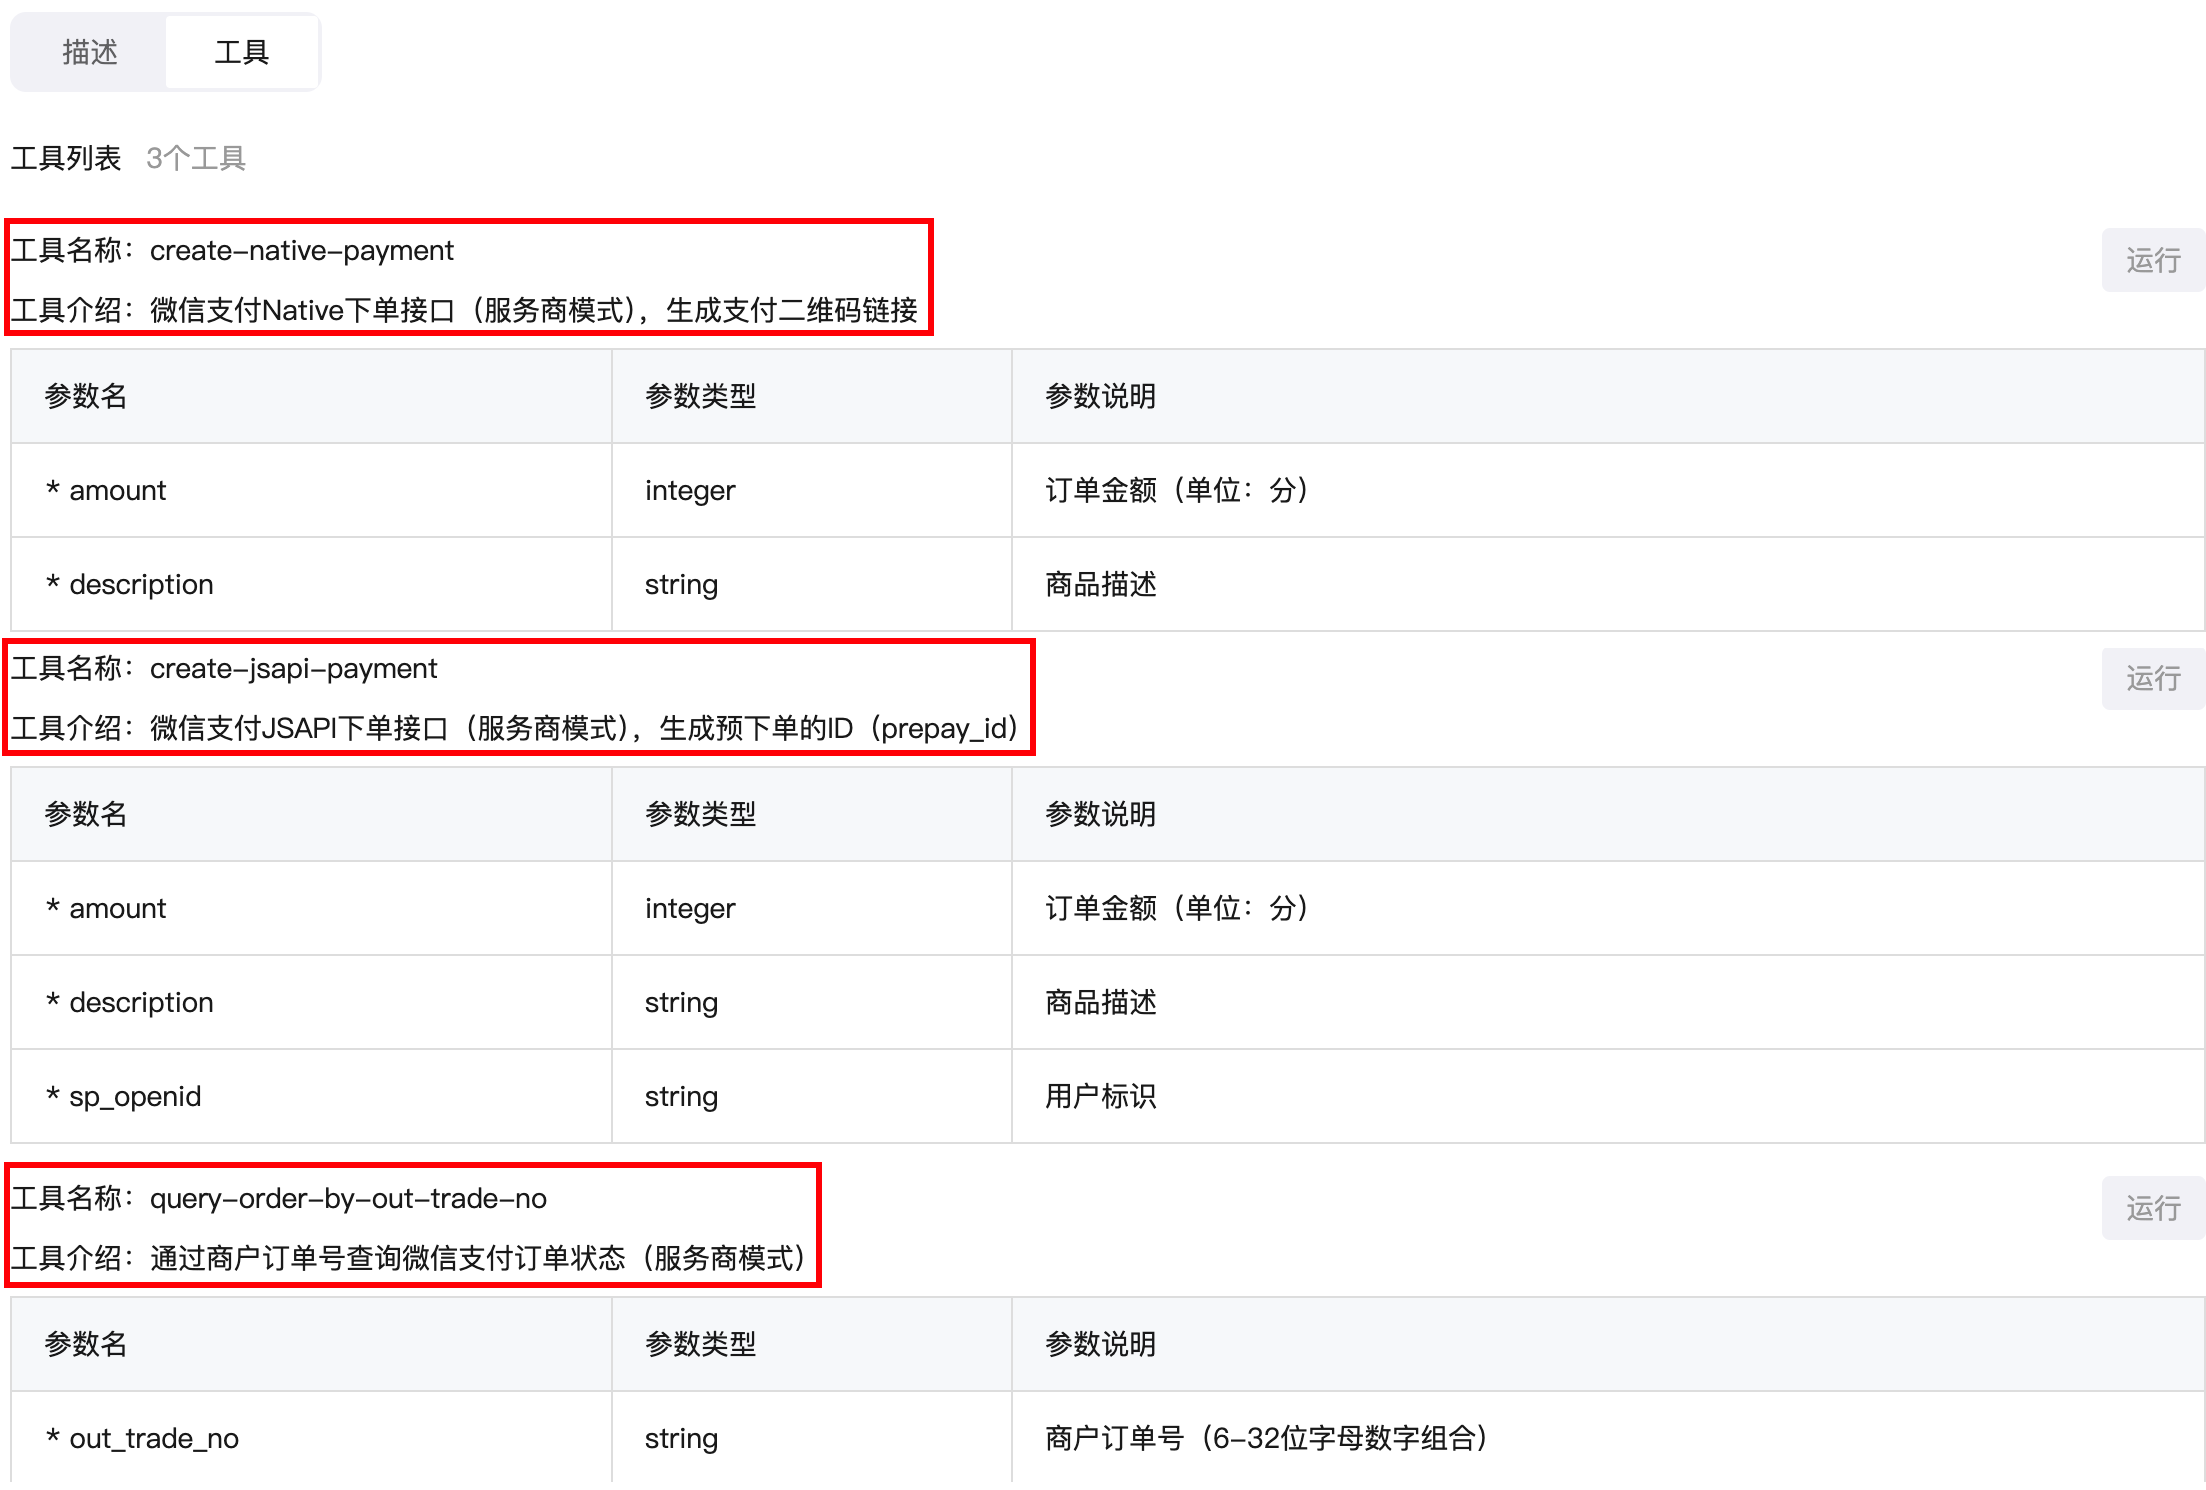 描述 工具
工具列表 3个工具
工具名称：create-native-payment 运行
工具介绍：微信支付Native下单接口（服务商模式），生成支付二维码链接
参数名 参数类型 参数说明
* amount integer 订单金额（单位：分）
* description string 商品描述
工具名称：create-jsapi-payment 运行
工具介绍：微信支付JSAPI下单接口（服务商模式），生成预下单的ID（prepay_id）
参数名 参数类型 参数说明
* amount integer 订单金额（单位：分）
* description string 商品描述
* sp_openid string 用户标识
工具名称：query-order-by-out-trade-no 运行
工具介绍：通过商户订单号查询微信支付订单状态（服务商模式）
参数名 参数类型 参数说明
* out_trade_no string 商户订单号（6-32位字母数字组合）